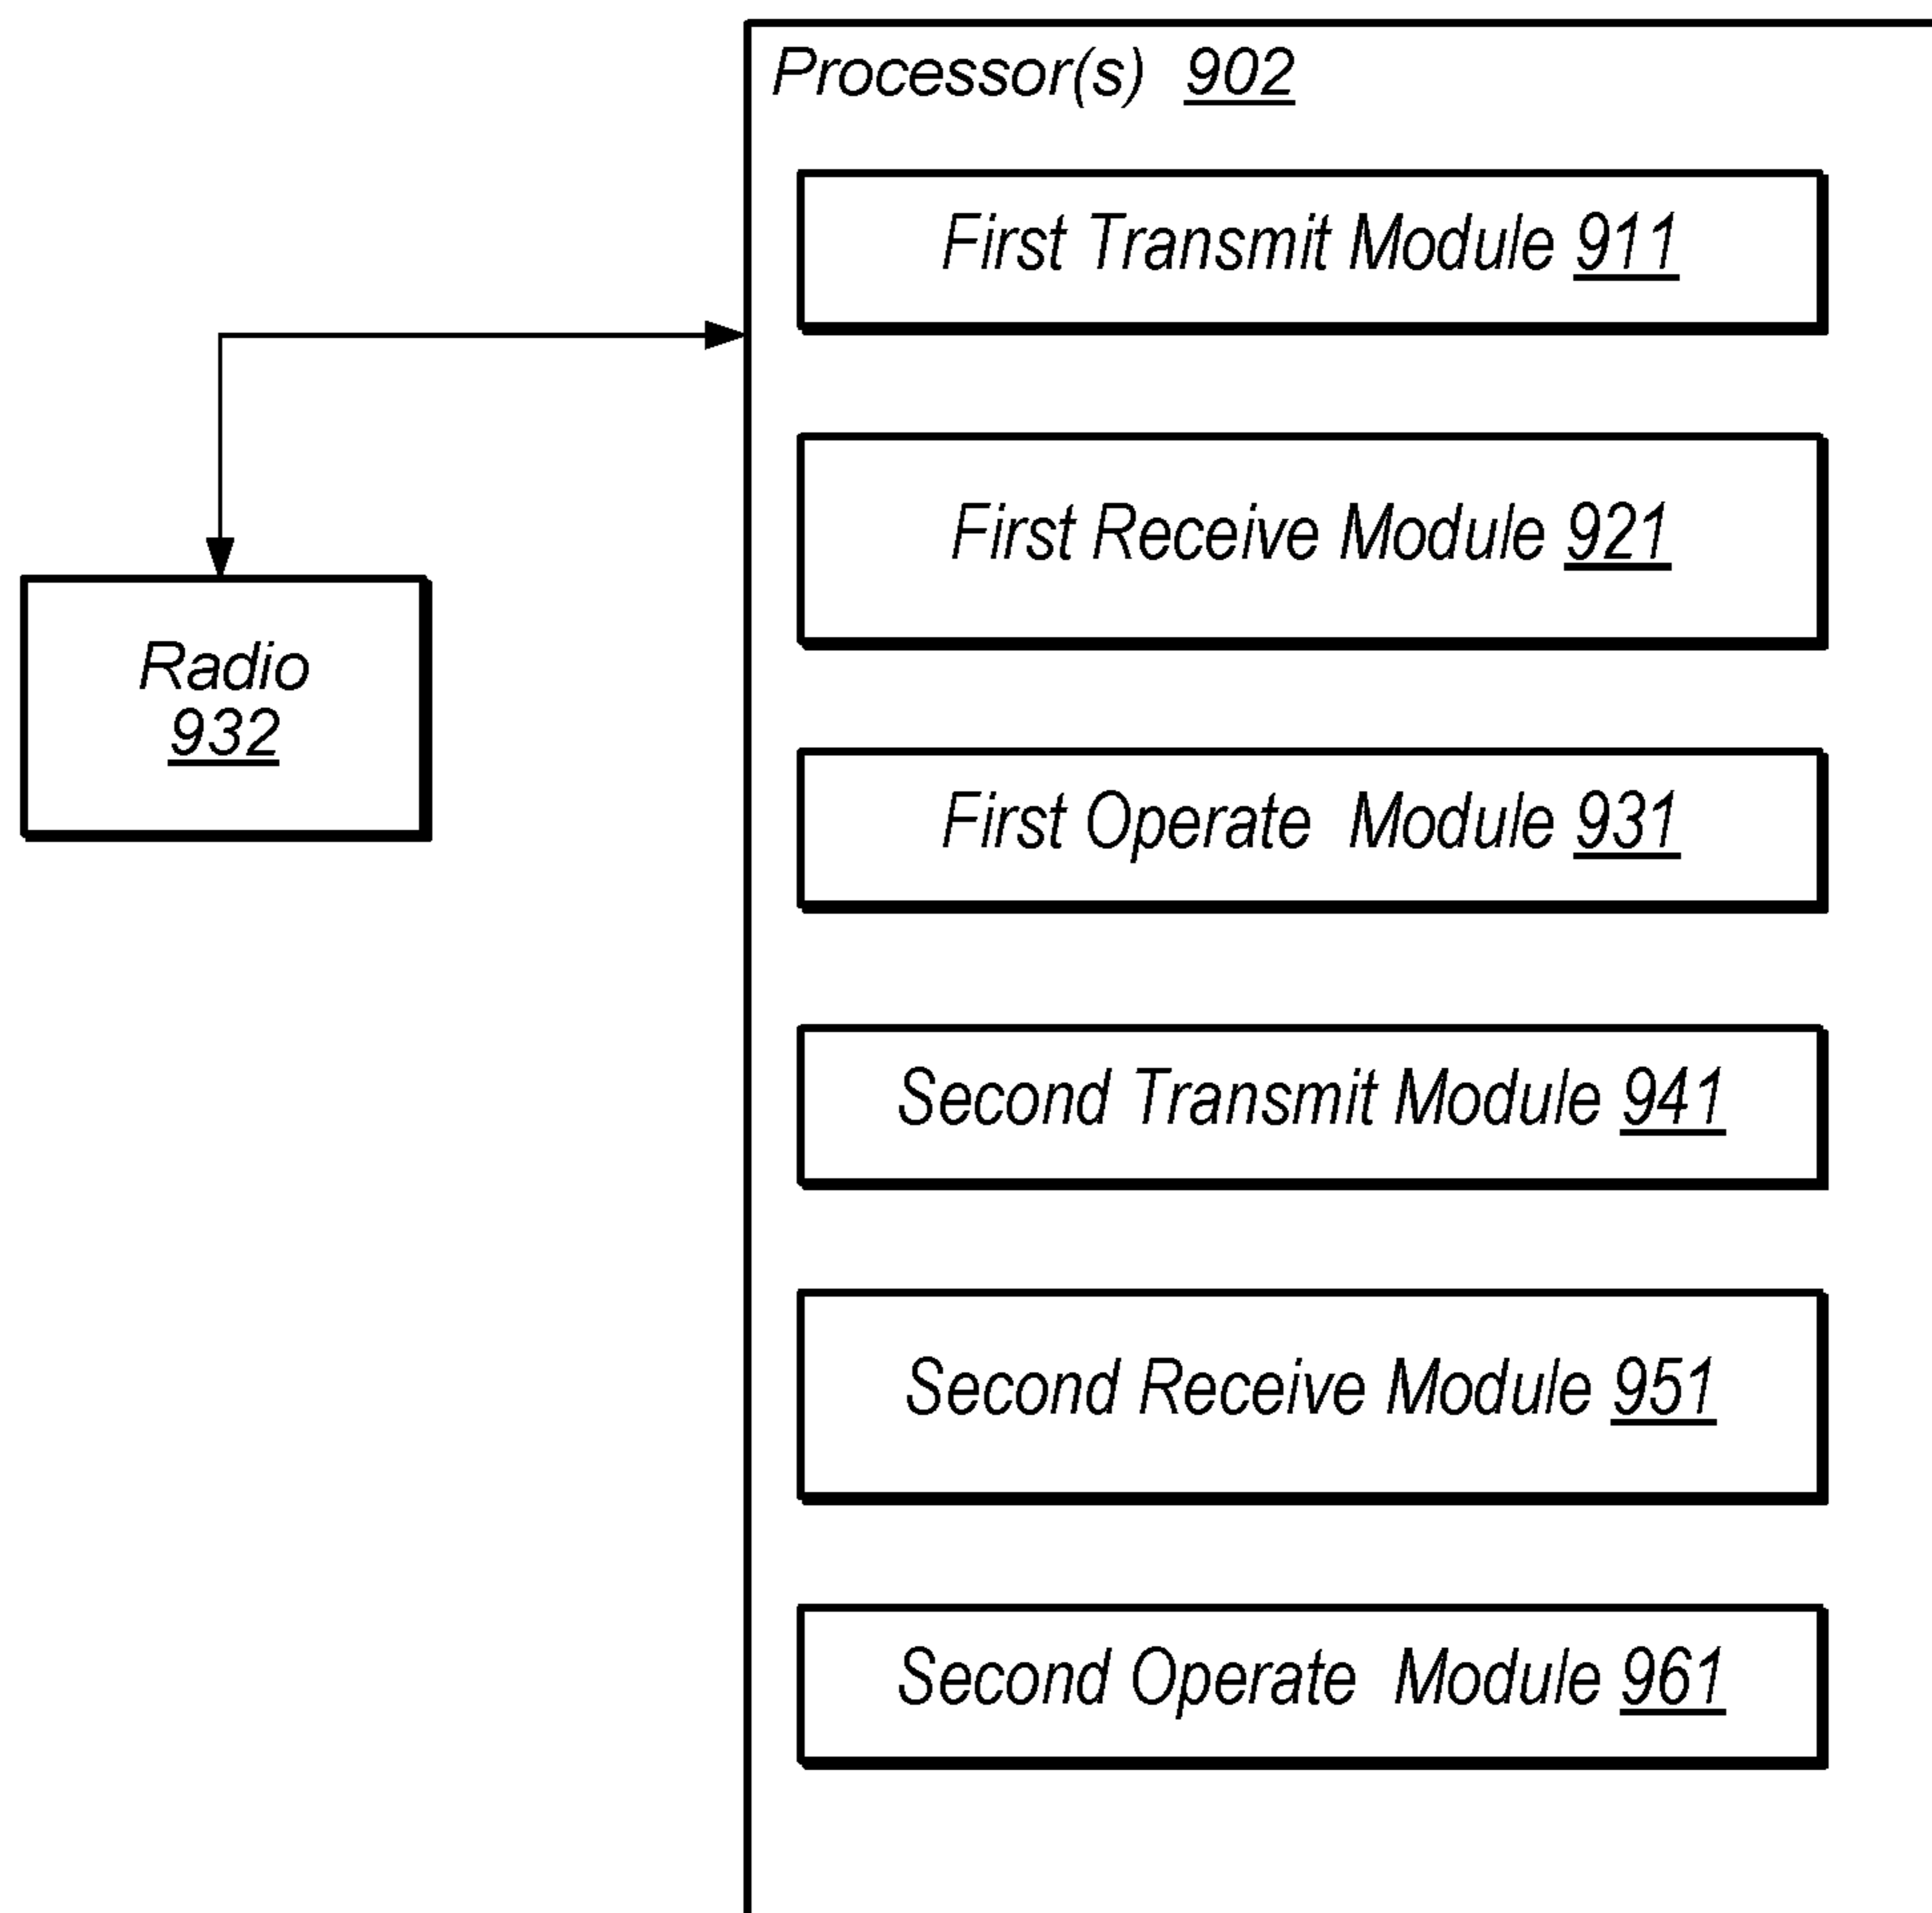 Processor(s) 902
First Transmit Module 911
First Receive Module 921
Radio
932
First Operate Module 931
Second Transmit Module 941
Second Receive Module 951
Second Operate Module 961